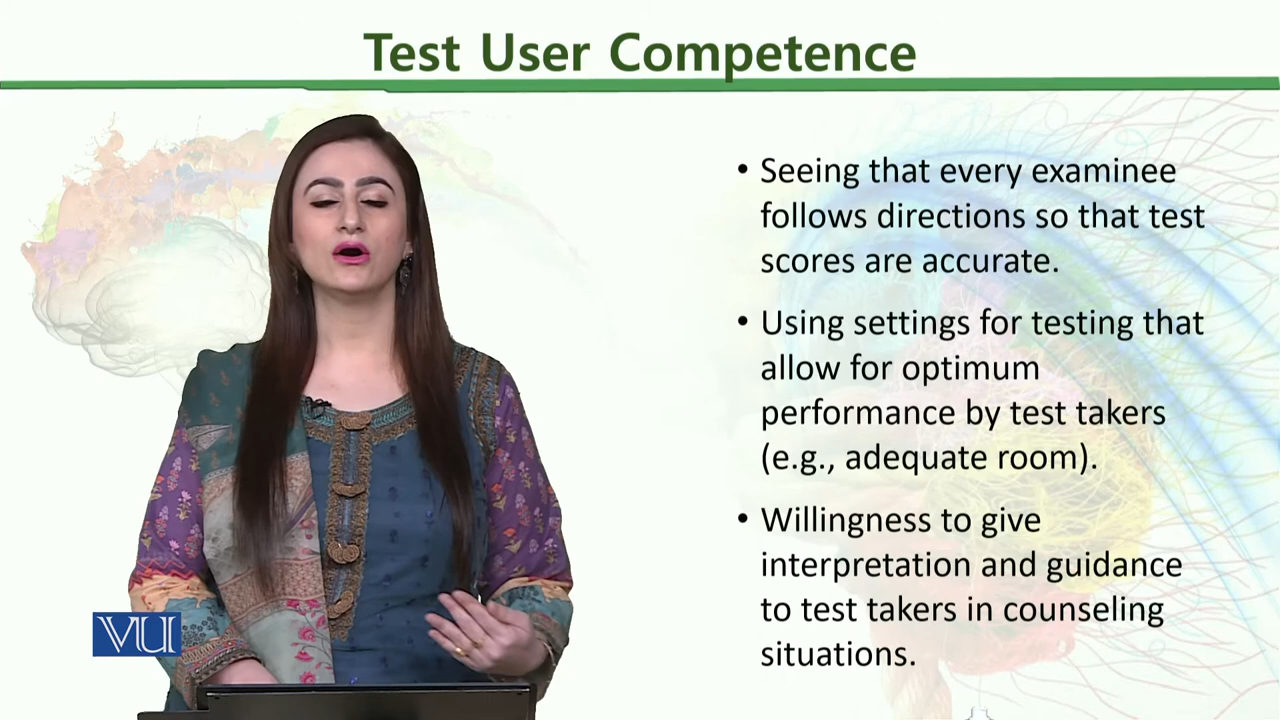 Test User Competence
• Seeing that every examinee
follows directions so that test
scores are accurate.
• Using settings for testing that
allow for optimum
performance by test takers
(e.g., adequate room).
• Willingness to give
interpretation and guidance
to test takers in counseling
situations.
VU